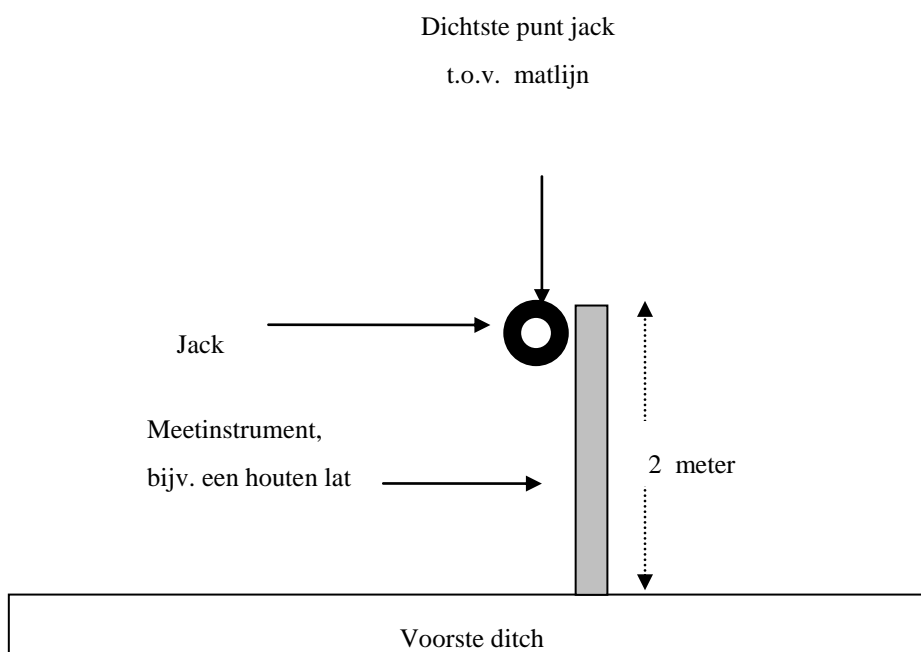 Dichtste punt jack
t.o.v. matlijn
Jack
Meetinstrument,
bijv. een houten lat
2 meter
Voorste ditch